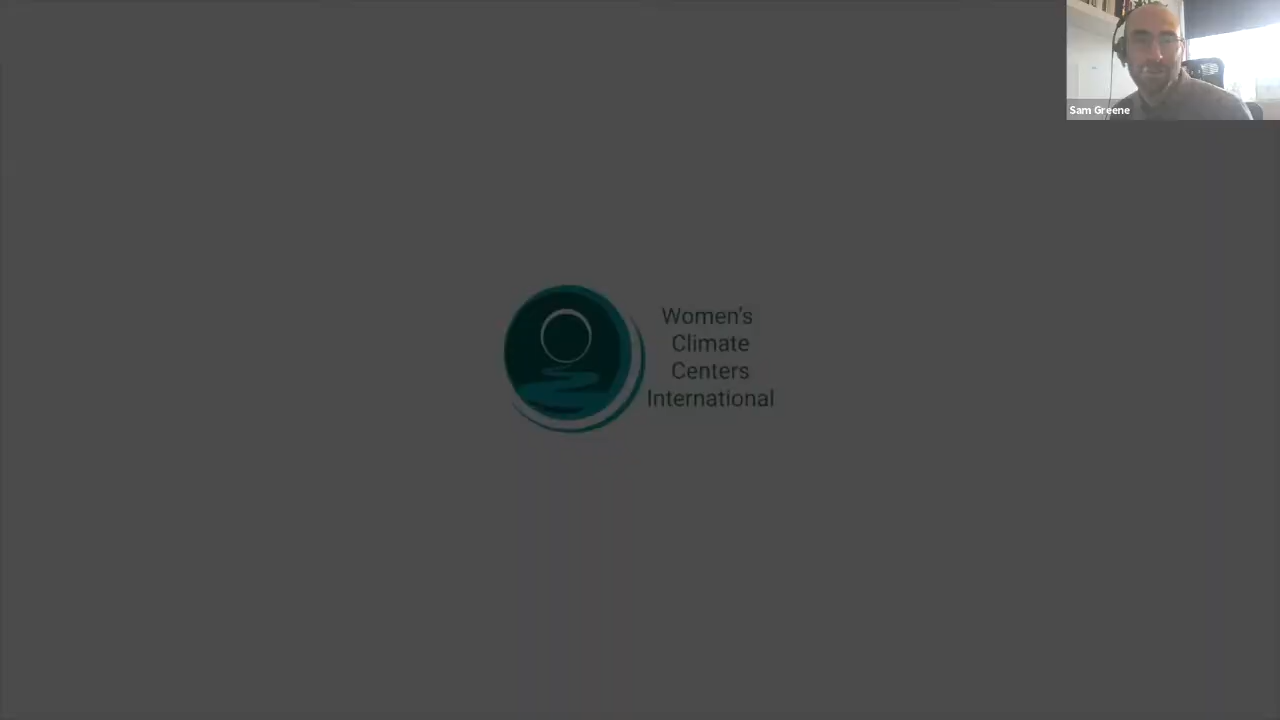 Sam Greene
Women's
Climate
Centers
International